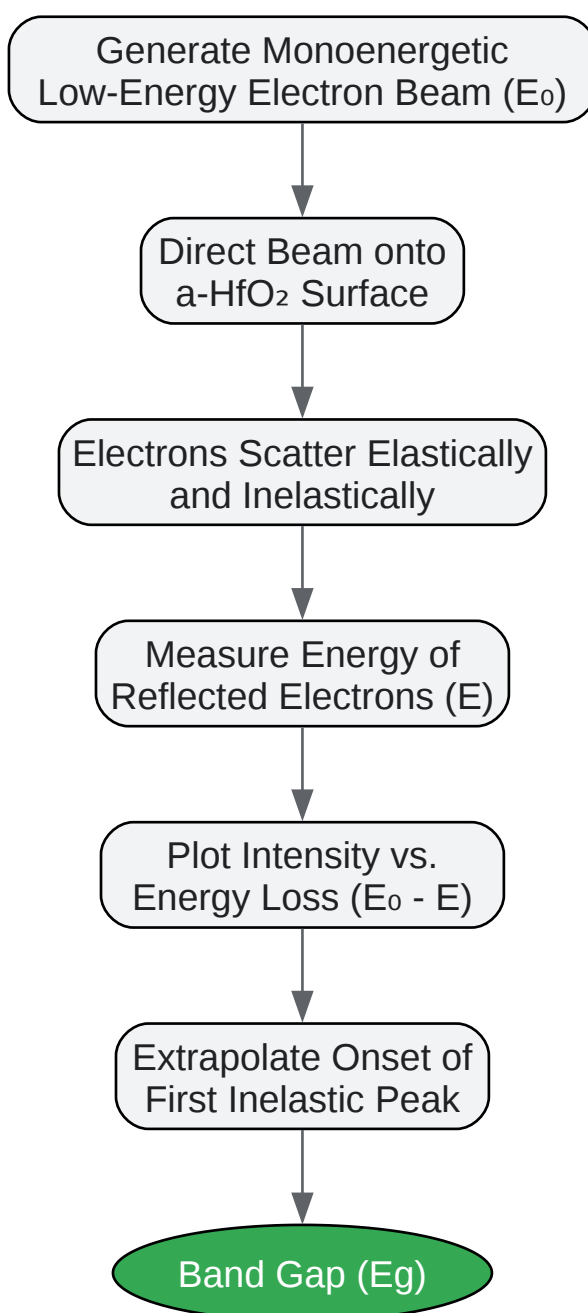 Generate Monoenergetic
Low-Energy Electron Beam (E₀)
Direct Beam onto
a-HfO₂ Surface
Electrons Scatter Elastically
and Inelastically
Measure Energy of
Reflected Electrons (E)
Plot Intensity vs.
Energy Loss (E₀ - E)
Extrapolate Onset of
First Inelastic Peak
Band Gap (Eg)